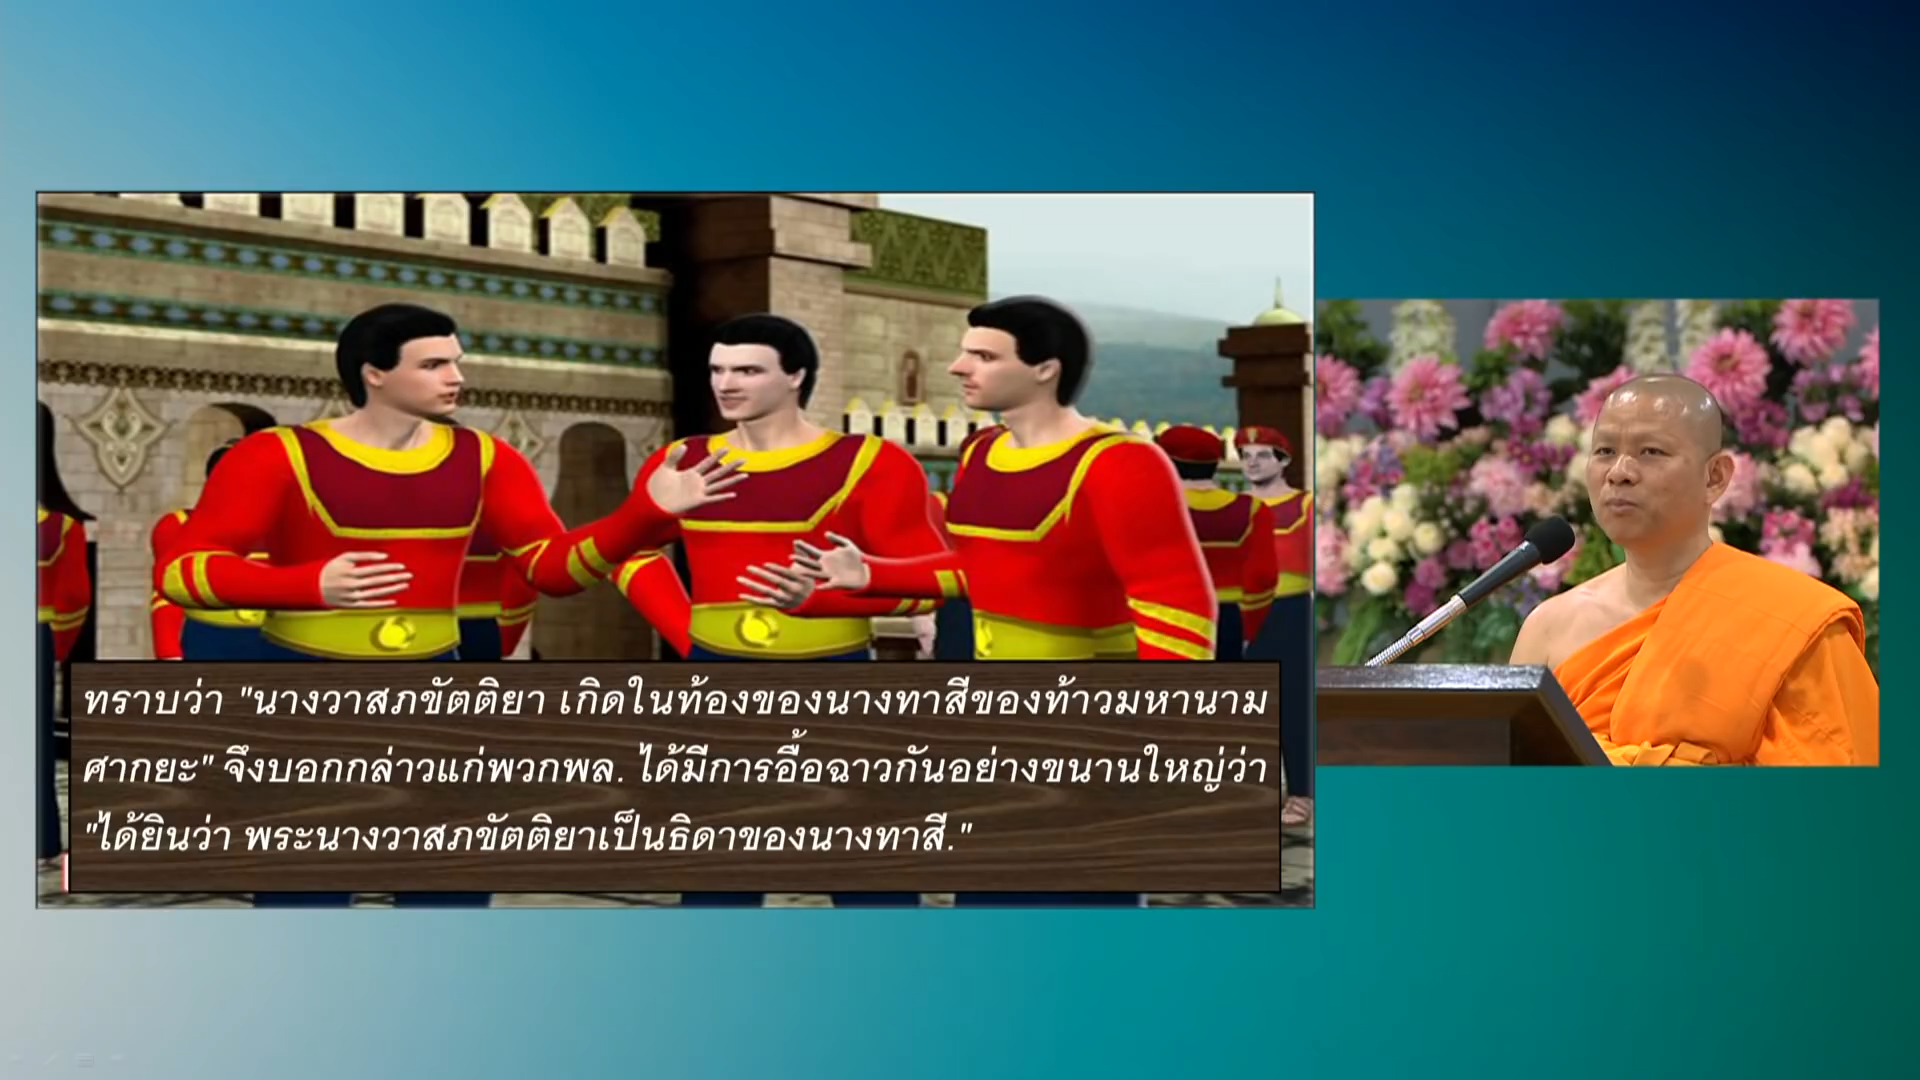 ทราบว่า "นางวาสภขัตติยา เกิดในท้องของนางทาสีของท้าวมหานาม
ศากยะ" จึงบอกกล่าวแก่พวกพล. ได้มีการอื้อฉาวกันอย่างขนานใหญ่ว่า
"ได้ยินว่า พระนางวาสภขัตติยาเป็นธิดาของนางทาสี."